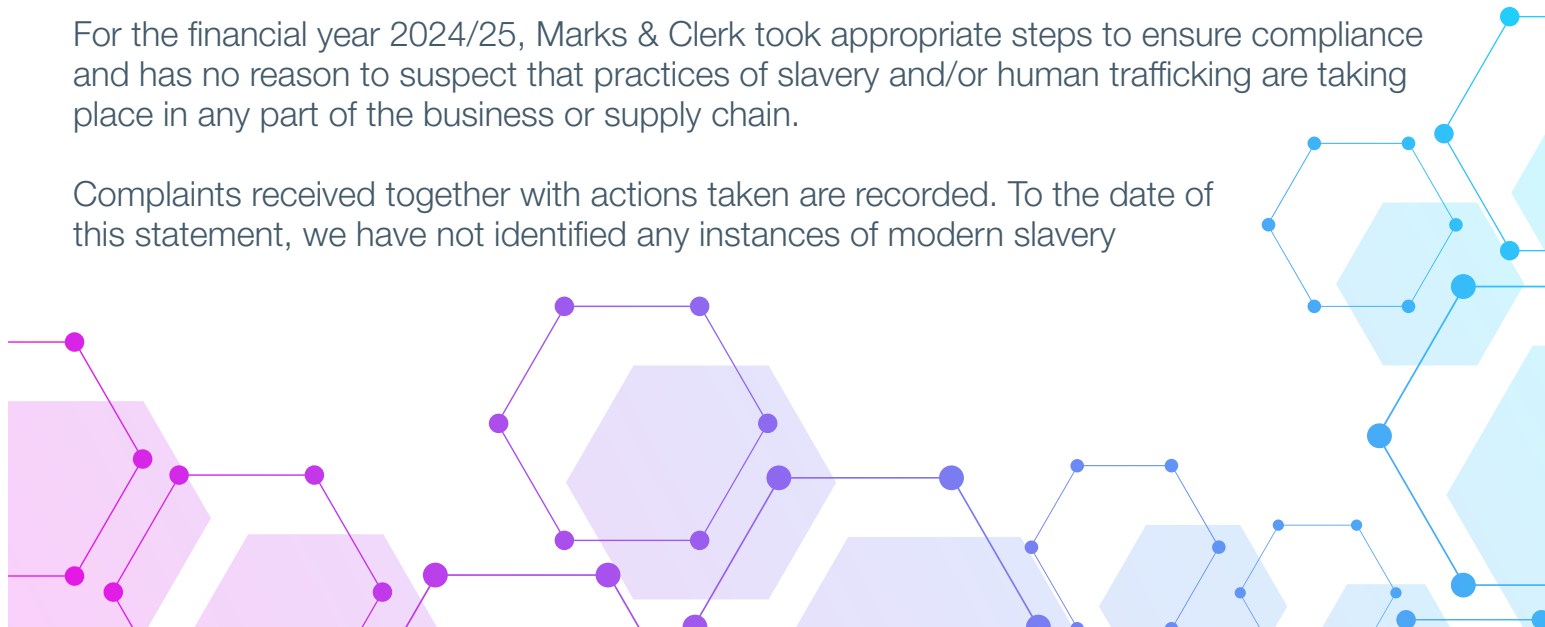 For the financial year 2024/25, Marks & Clerk took appropriate steps to ensure compliance
and has no reason to suspect that practices of slavery and/or human trafficking are taking
place in any part of the business or supply chain.
Complaints received together with actions taken are recorded. To the date of
this statement, we have not identified any instances of modern slavery